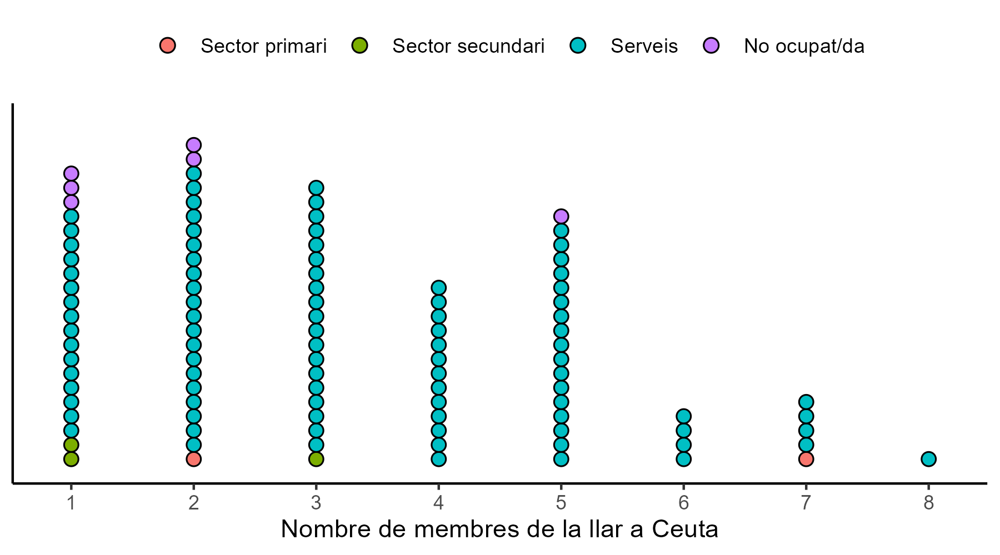 Sector primari Sector secundari Serveis No ocupat/da
1 2 3 4 5 6 7 8
Nombre de membres de la llar a Ceuta